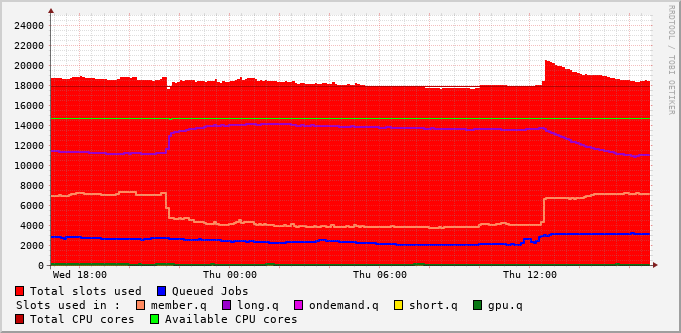 RRDTOOL / TOBI OETIKER
24000
22000
20000
18000
16000
14000
12000
10000
8000
6000
4000
2000
0
Wed 18:00 Thu 00:00 Thu 06:00 Thu 12:00
Total slots used Queued Jobs
Slots used in : member.q long.q ondemand.q short.q gpu.q
Total CPU cores Available CPU cores